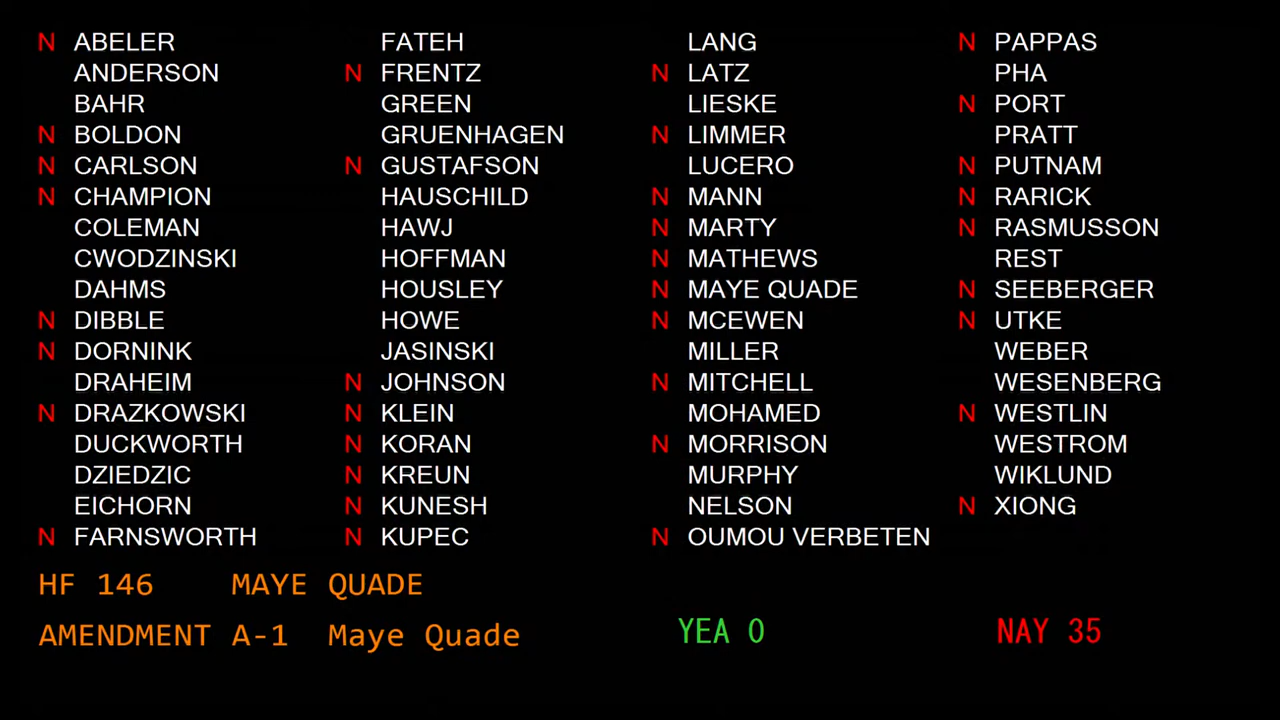 N ABELER FATEH LANG N PAPPAS
ANDERSON N FRENTZ N LATZ PHA
BAHR GREEN LIESKE N PORT
N BOLDON GRUENHAGEN N LIMMER PRATT
N CARLSON N GUSTAFSON LUCERO N PUTNAM
N CHAMPION HAUSCHILD N MANN N RARICK
COLEMAN HAWJ N MARTY N RASMUSSON
CWODZINSKI HOFFMAN N MATHEWS REST
DAHMS HOUSLEY N MAYE QUADE N SEEBERGER
N DIBBLE HOWE N MCEWEN N UTKE
N DORNINK JASINSKI MILLER WEBER
DRAHEIM N JOHNSON N MITCHELL WESENBERG
N DRAZKOWSKI N KLEIN MOHAMED N WESTLIN
DUCKWORTH N KORAN N MORRISON WESTROM
DZIEDZIC N KREUN MURPHY WIKLUND
EICHORN N KUNESH NELSON N XIONG
N FARNSWORTH N KUPEC N OUMOU VERBETEN
HF 146 MAYE QUADE
AMENDMENT A-1 Maye Quade YEA 0 NAY 35